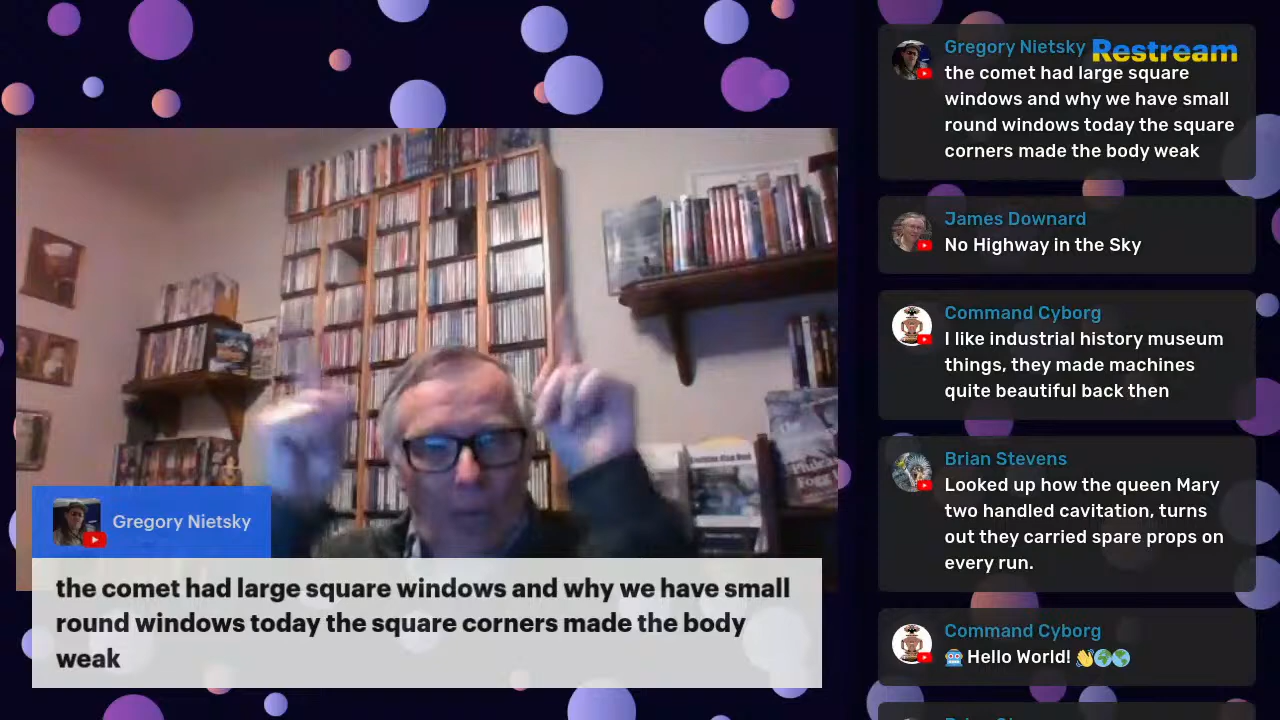 Gregory Nietsky
Restream
the comet had large square
windows and why we have small
round windows today the square
corners made the body weak
James Downard
No Highway in the Sky
Command Cyborg
I like industrial history museum
things, they made machines
quite beautiful back then
Brian Stevens
Looked up how the queen Mary
two handled cavitation, turns
out they carried spare props on
every run.
Command Cyborg
🤖 Hello World! 👋🌍🌎
Gregory Nietsky
the comet had large square windows and why we have small
round windows today the square corners made the body
weak